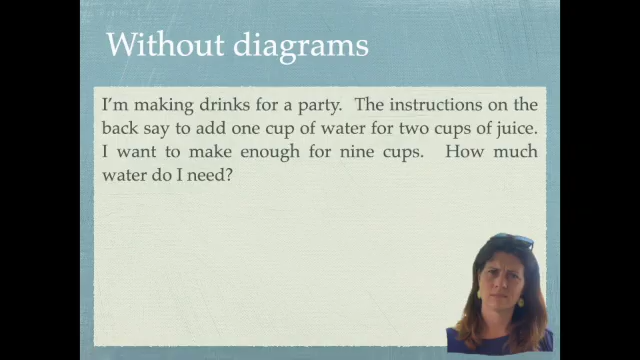 Without diagrams
I'm making drinks for a party. The instructions on the
back say to add one cup of water for two cups of juice.
I want to make enough for nine cups. How much
water do I need?